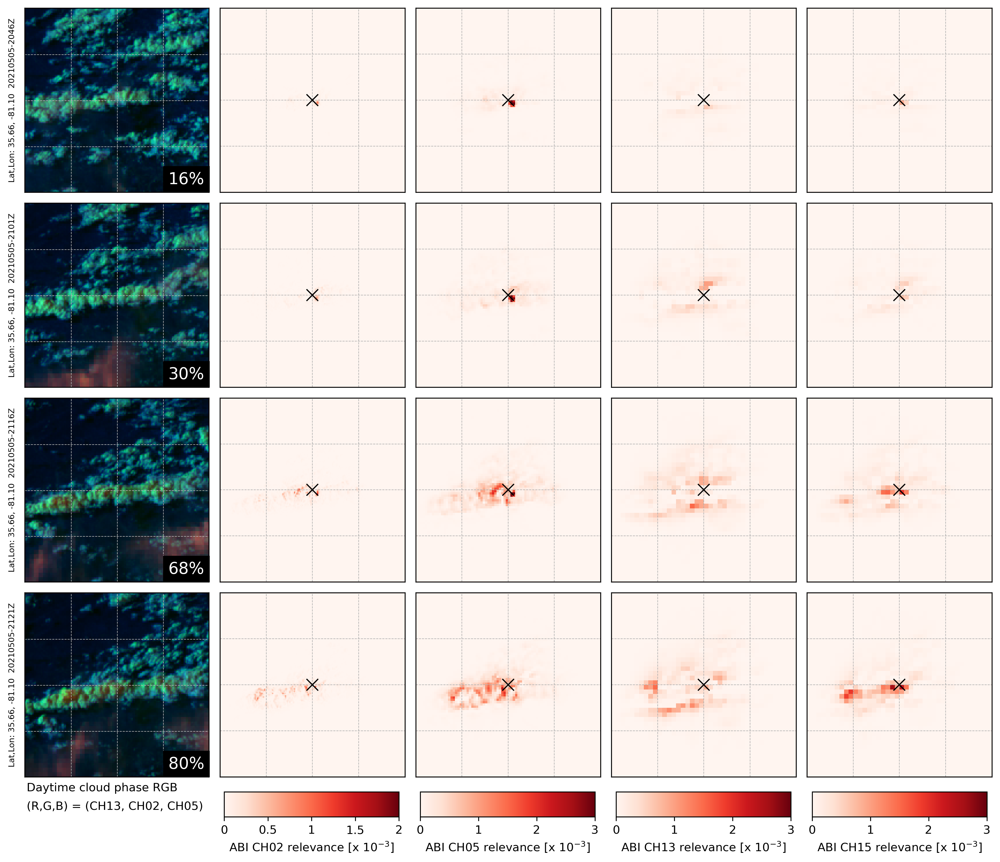 Lat,Lon: 35.66, -81.10 20210505-2046Z
16%
Lat,Lon: 35.66, -81.10 20210505-2101Z
30%
Lat,Lon: 35.66, -81.10 20210505-2116Z
68%
Lat,Lon: 35.66, -81.10 20210505-2121Z
80%
Daytime cloud phase RGB
(R,G,B) = (CH13, CH02, CH05)
0 0.5 1 1.5 2
ABI CH02 relevance [x 10⁻³]
0 1 2 3
ABI CH05 relevance [x 10⁻³]
0 1 2 3
ABI CH13 relevance [x 10⁻³]
0 1 2 3
ABI CH15 relevance [x 10⁻³]